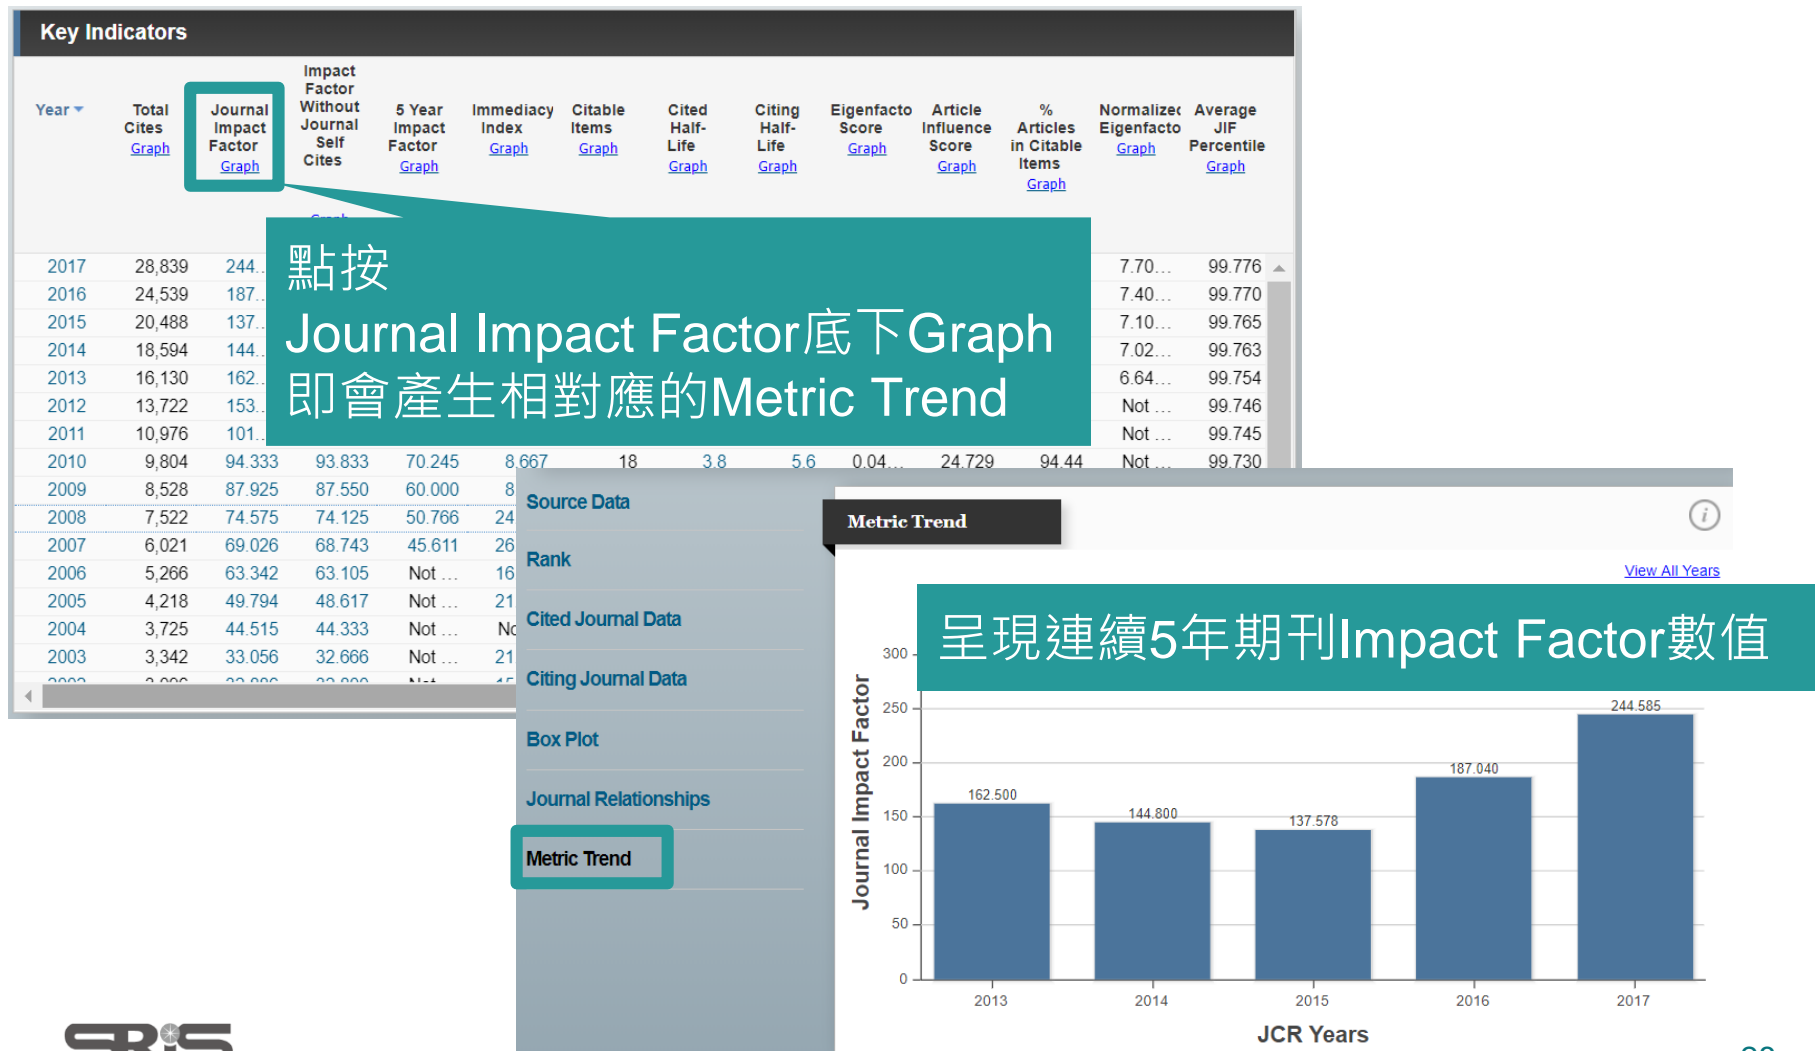 Key Indicators
Year Total Cites Graph Journal Impact Factor Graph Impact Factor Without Journal Self Cites 5 Year Impact Factor Graph Immediacy Index Graph Citable Items Graph Cited Half-Life Graph Citing Half-Life Graph Eigenfacto Score Graph Article Influence Score Graph % Articles in Citable Items Graph Normalized Eigenfacto Graph Average JIF Percentile Graph
點按
Journal Impact Factor底下Graph
即會產生相對應的Metric Trend
2017 28,839 244... 7.70... 99.776
2016 24,539 187... 7.40... 99.770
2015 20,488 137... 7.10... 99.765
2014 18,594 144... 7.02... 99.763
2013 16,130 162... 6.64... 99.754
2012 13,722 153... Not ... 99.746
2011 10,976 101... Not ... 99.745
2010 9,804 94.333 93.833 70.245 8.667 18 3.8 5.6 0.04... 24.729 94.44 Not ... 99.730
2009 8,528 87.925 87.550 60.000 8
2008 7,522 74.575 74.125 50.766 24
2007 6,021 69.026 68.743 45.611 26
2006 5,266 63.342 63.105 Not ... 16
2005 4,218 49.794 48.617 Not ... 21
2004 3,725 44.515 44.333 Not ...
2003 3,342 33.056 32.666 Not ... 21
Source Data
Rank
Cited Journal Data
Citing Journal Data
Box Plot
Journal Relationships
Metric Trend
Metric Trend
i
View All Years
呈現連續5年期刊Impact Factor數值
Journal Impact Factor
300
250
200
150
100
50
0
162.500
144.800
137.578
187.040
244.585
2013 2014 2015 2016 2017
JCR Years